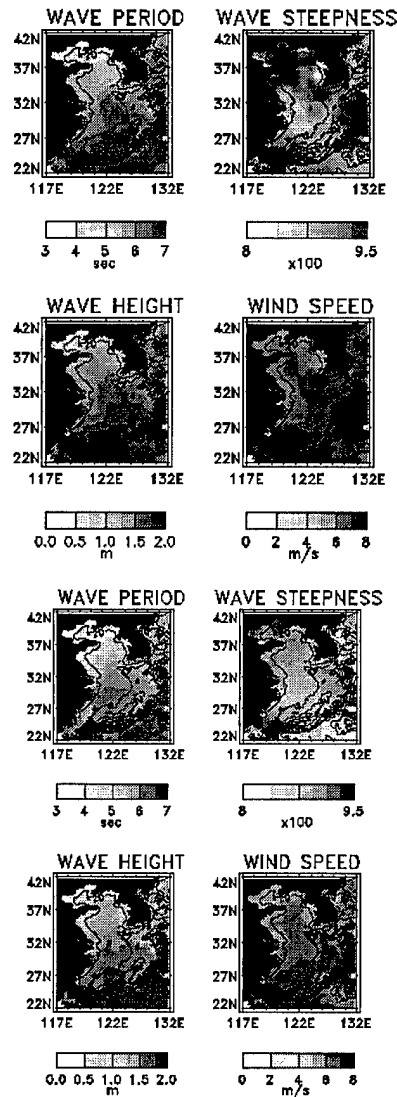 WAVE PERIOD WAVE STEEPNESS
42N 42N
37N 37N
32N 32N
27N 27N
22N 22N
117E 122E 132E 117E 122E 132E
3 4 5 6 7 8 9.5
sec x100
WAVE HEIGHT WIND SPEED
42N 42N
37N 37N
32N 32N
27N 27N
22N 22N
117E 122E 132E 117E 122E 132E
0.0 0.5 1.0 1.5 2.0 0 2 4 6 8
m m/s
WAVE PERIOD WAVE STEEPNESS
42N 42N
37N 37N
32N 32N
27N 27N
22N 22N
117E 122E 132E 117E 122E 132E
3 4 5 6 7 8 9.5
sec x100
WAVE HEIGHT WIND SPEED
42N 42N
37N 37N
32N 32N
27N 27N
22N 22N
117E 122E 132E 117E 122E 132E
0.0 0.5 1.0 1.5 2.0 0 2 4 6 8
m m/s